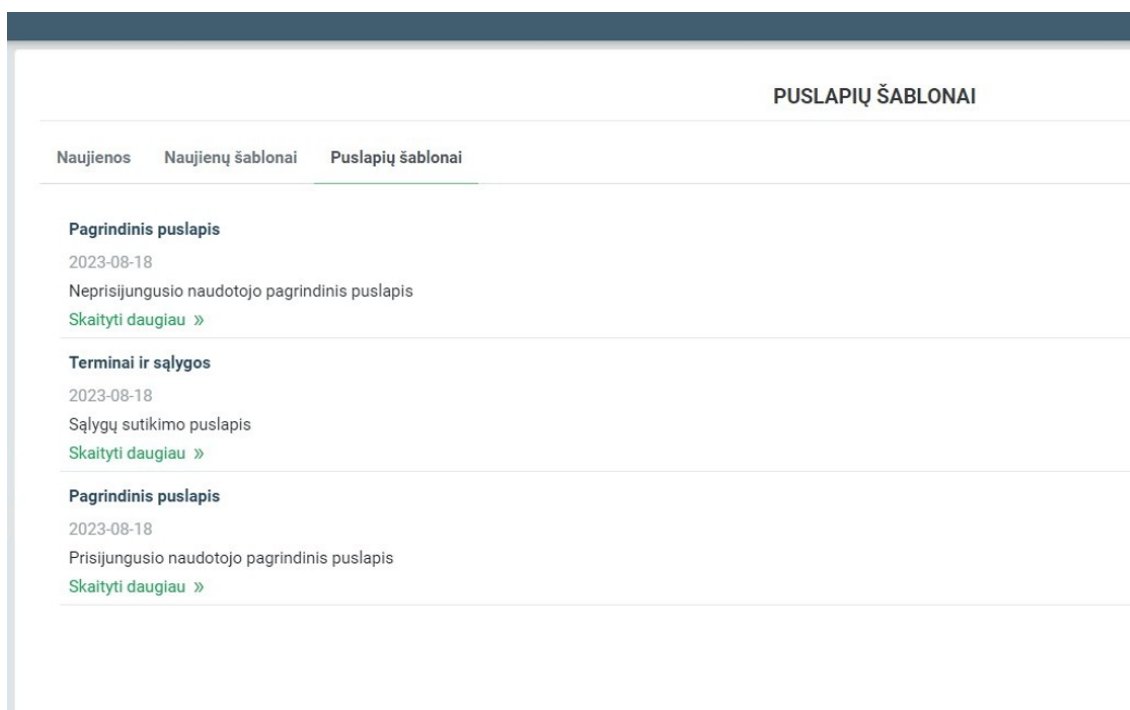 PUSLAPIŲ ŠABLONAI
Naujienos Naujienų šablonai Puslapių šablonai
Pagrindinis puslapis
2023-08-18
Neprisijungusio naudotojo pagrindinis puslapis
Skaityti daugiau »
Terminai ir sąlygos
2023-08-18
Sąlygų sutikimo puslapis
Skaityti daugiau »
Pagrindinis puslapis
2023-08-18
Prisijungusio naudotojo pagrindinis puslapis
Skaityti daugiau »